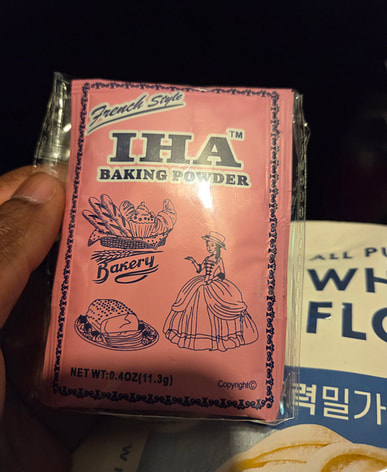 French Style
IHA™
BAKING POWDER
Bakery
NET WT:0.4OZ(11.3g)
Copyright©
ALL PU
WH
FLO
력밀가